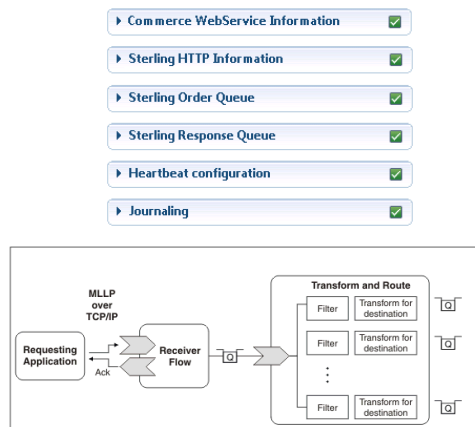 Commerce WebService Information
Sterling HTTP Information
Sterling Order Queue
Sterling Response Queue
Heartbeat configuration
Journaling
Transform and Route
MLLP
over
TCP/IP
Requesting
Application
Ack
Receiver
Flow
Q
Filter
Transform for
destination
Q
Filter
Transform for
destination
Q
Filter
Transform for
destination
Q